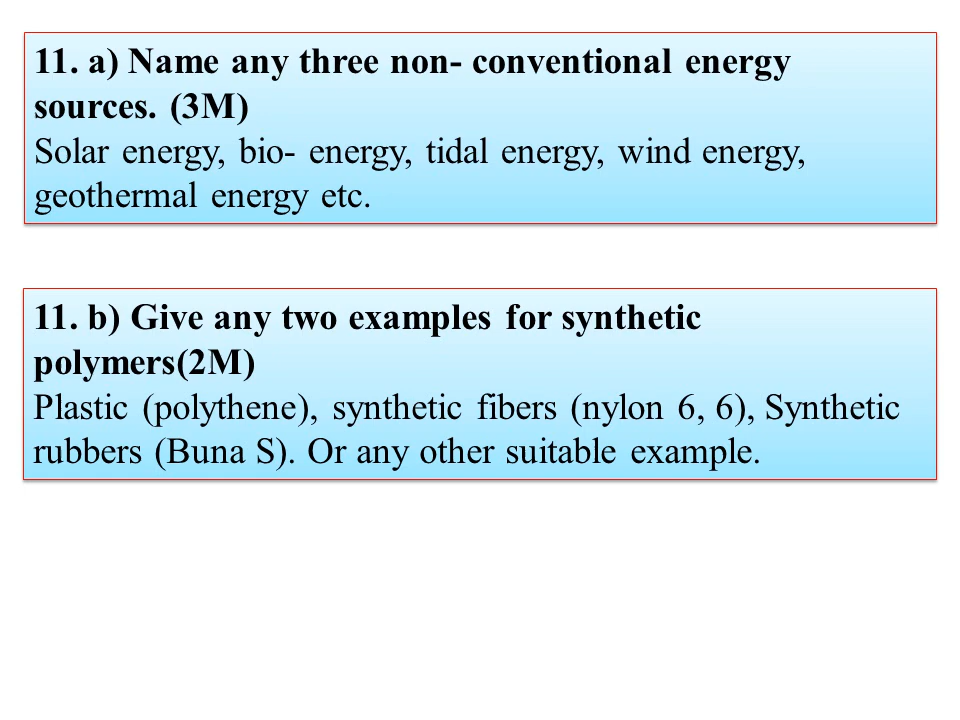 11. a) Name any three non- conventional energy
sources. (3M)
Solar energy, bio- energy, tidal energy, wind energy,
geothermal energy etc.
11. b) Give any two examples for synthetic
polymers(2M)
Plastic (polythene), synthetic fibers (nylon 6, 6), Synthetic
rubbers (Buna S). Or any other suitable example.